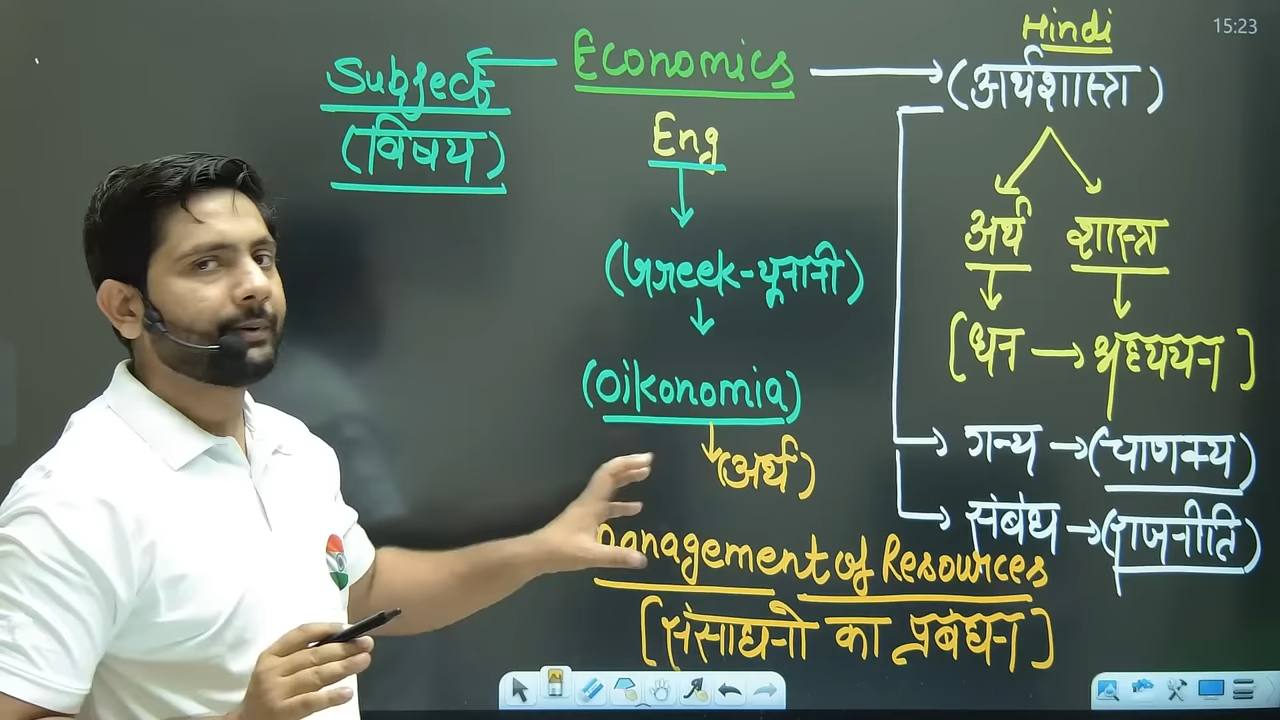 15:23
Hindi
Subject — Economics → (अर्थशास्त्र)
(विषय)
Eng
(Greek-यूनानी)
(Oikonomia)
(अर्थ)
management of Resources
[संसाधनो का प्रबंधन]
अर्थ शास्त्र
[धन → अध्ययन]
ग्रन्थ → (चाणक्य)
संबंध → (राजनीति)